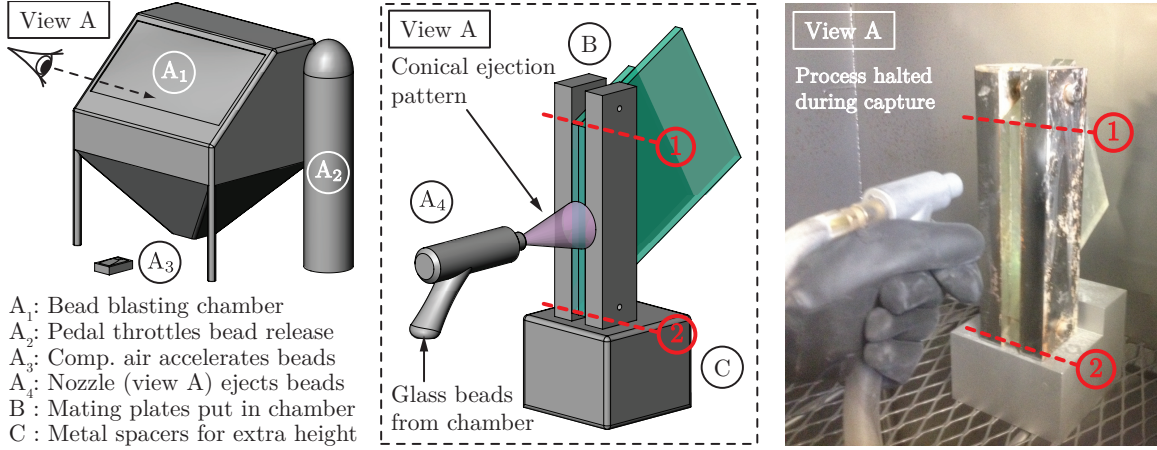 View A
A1
A2
A3
A1: Bead blasting chamber
A2: Pedal throttles bead release
A3: Comp. air accelerates beads
A4: Nozzle (view A) ejects beads
B : Mating plates put in chamber
C : Metal spacers for extra height
View A
B
Conical ejection
pattern
1
A4
2
C
Glass beads
from chamber
View A
Process halted
during capture
1
2